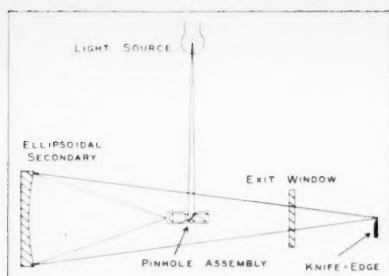 LIGHT SOURCE
ELLIPSOIDAL
SECONDARY
EXIT WINDOW
PINHOLE ASSEMBLY
KNIFE-EDGE